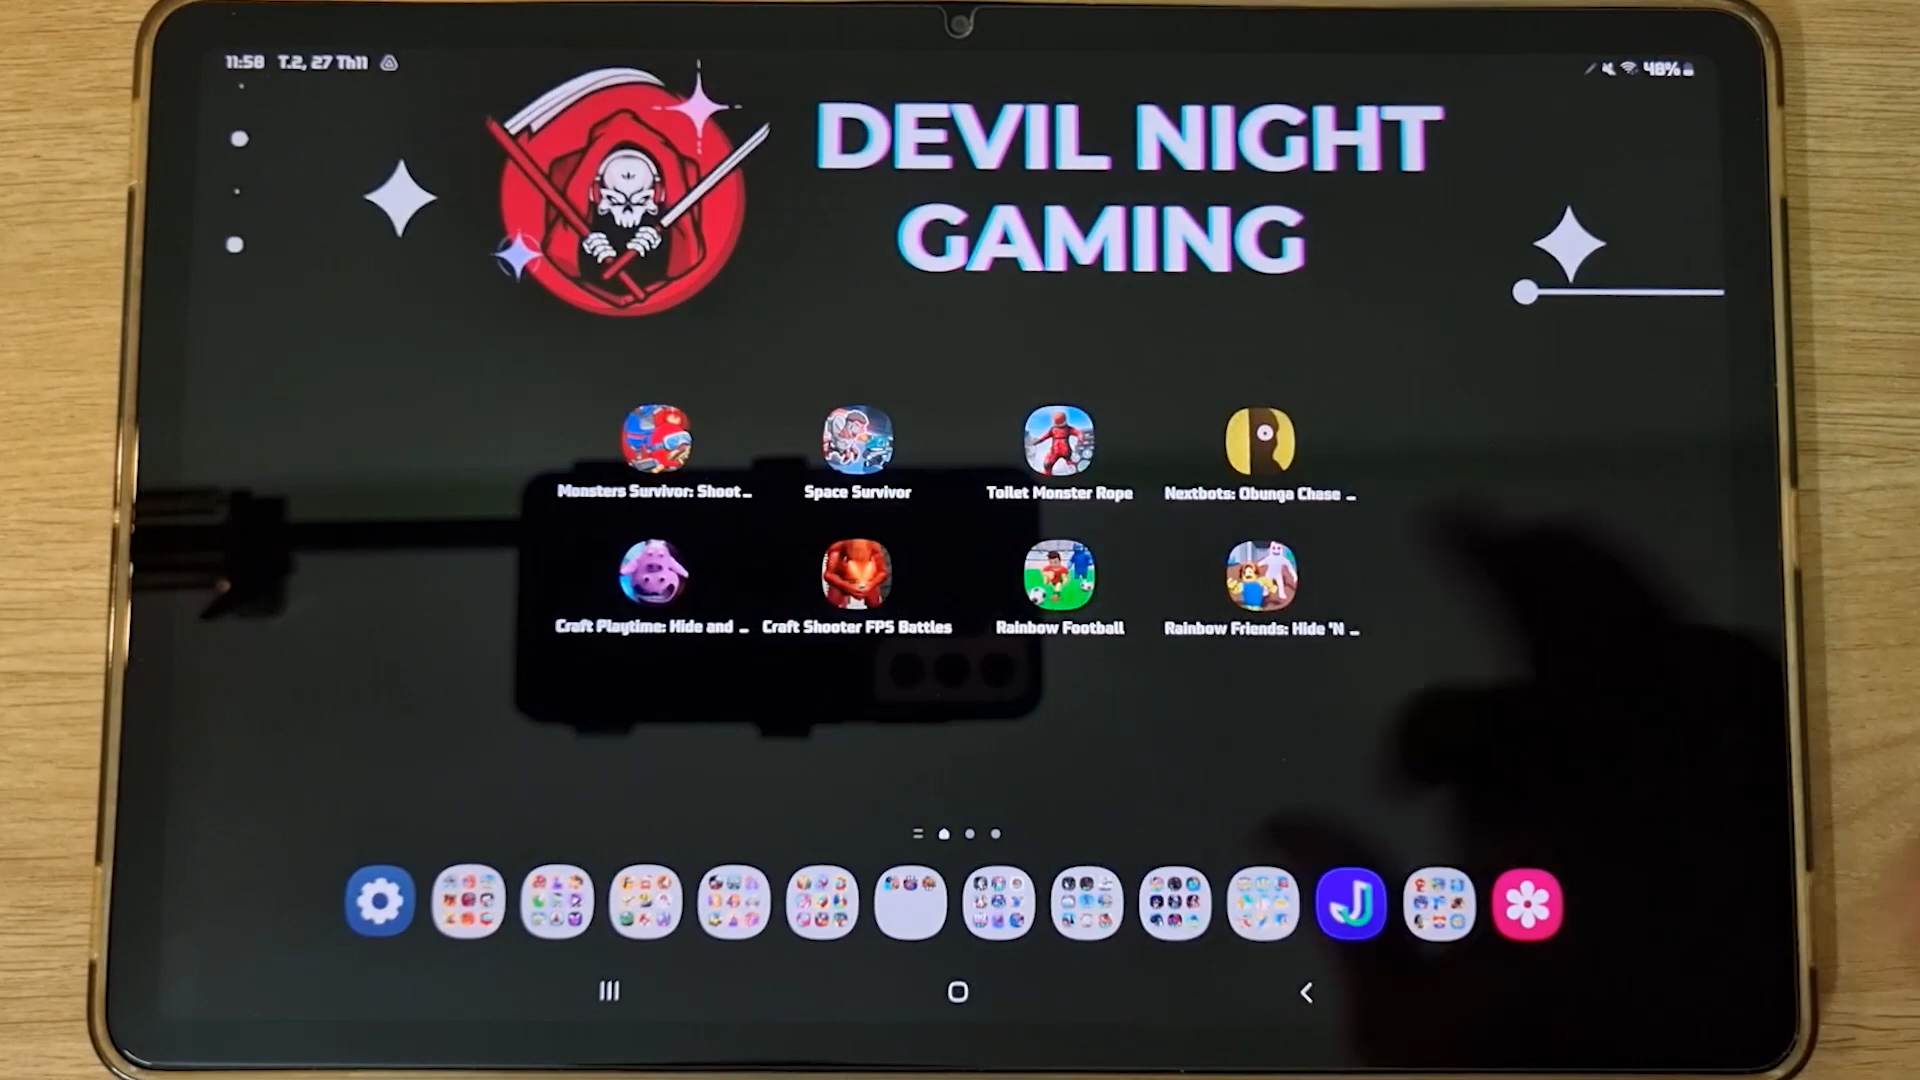 11:58 T.2, 27 Th11
48%
DEVIL NIGHT
GAMING
Monsters Survivor: Shoot...
Space Survivor
Toilet Monster Rope
Nextbots: Obunga Chase ...
Craft Playtime: Hide and ...
Craft Shooter FPS Battles
Rainbow Football
Rainbow Friends: Hide 'N ...